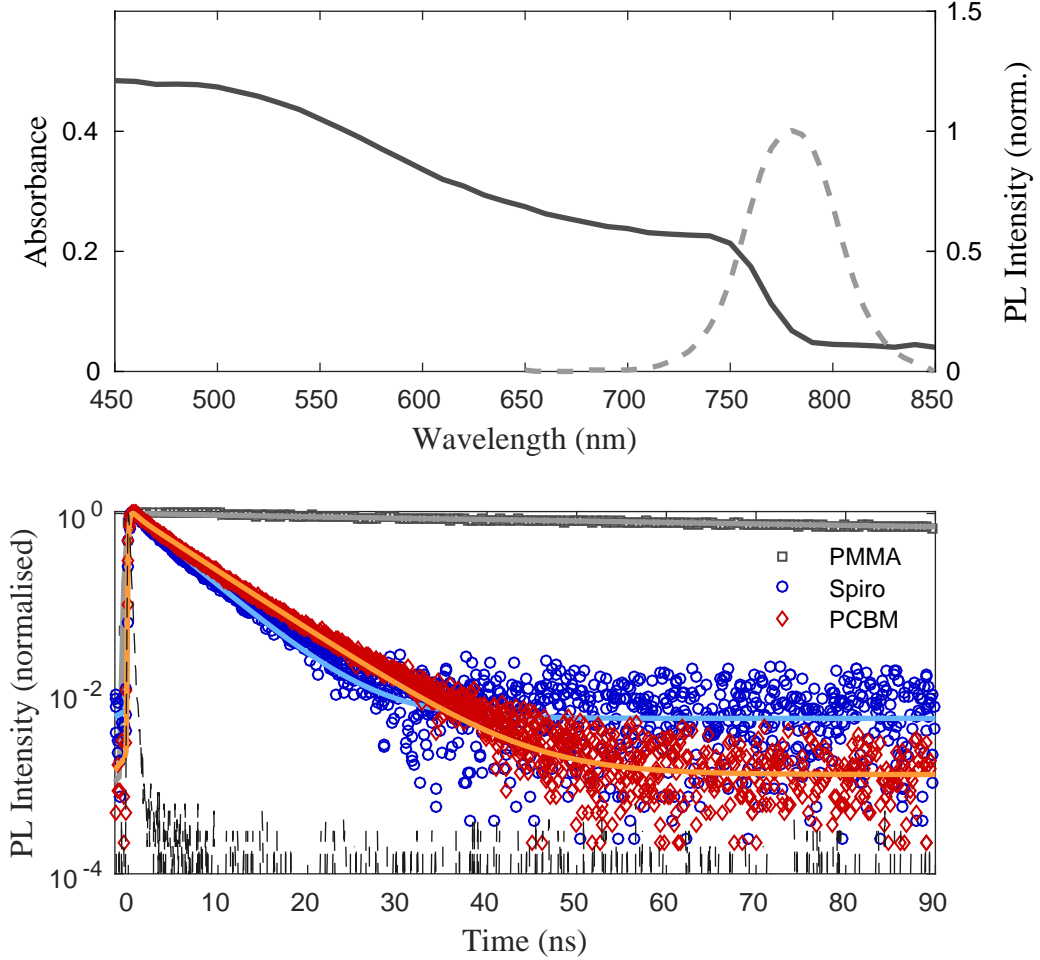 1.5
0.4
1
Absorbance
PL Intensity (norm.)
0.2
0.5
0
0
450 500 550 600 650 700 750 800 850
Wavelength (nm)
10^0
PMMA
Spiro
PCBM
PL Intensity (normalised)
10^-2
10^-4
0 10 20 30 40 50 60 70 80 90
Time (ns)